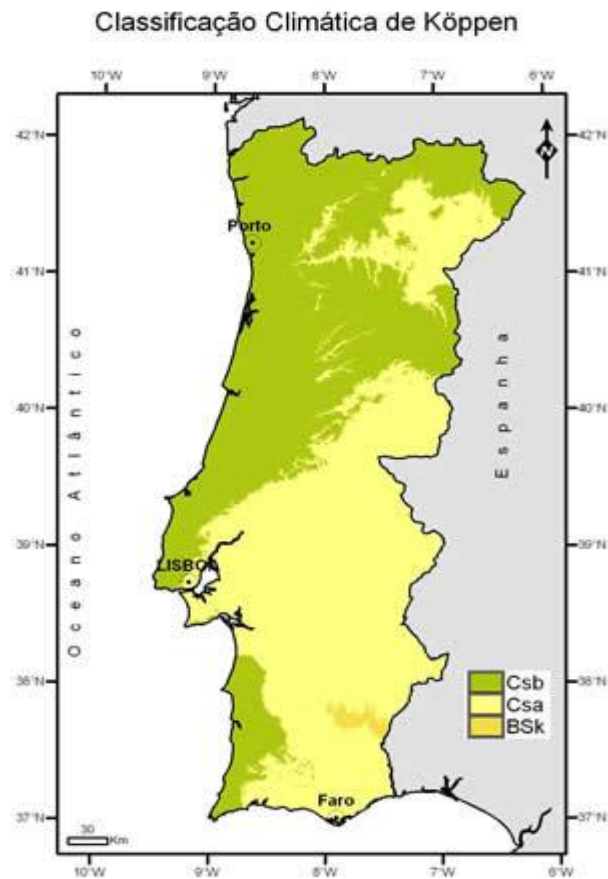 Classificação Climática de Köppen
10°W 9°W 8°W 7°W 6°W
42°N 42°N
N
Porto
41°N 41°N
Oceano Atlântico
Espanha
40°N 40°N
39°N 39°N
LISBOA
38°N 38°N
Csb
Csa
BSk
Faro
37°N 37°N
30
Km
10°W 9°W 8°W 7°W 6°W